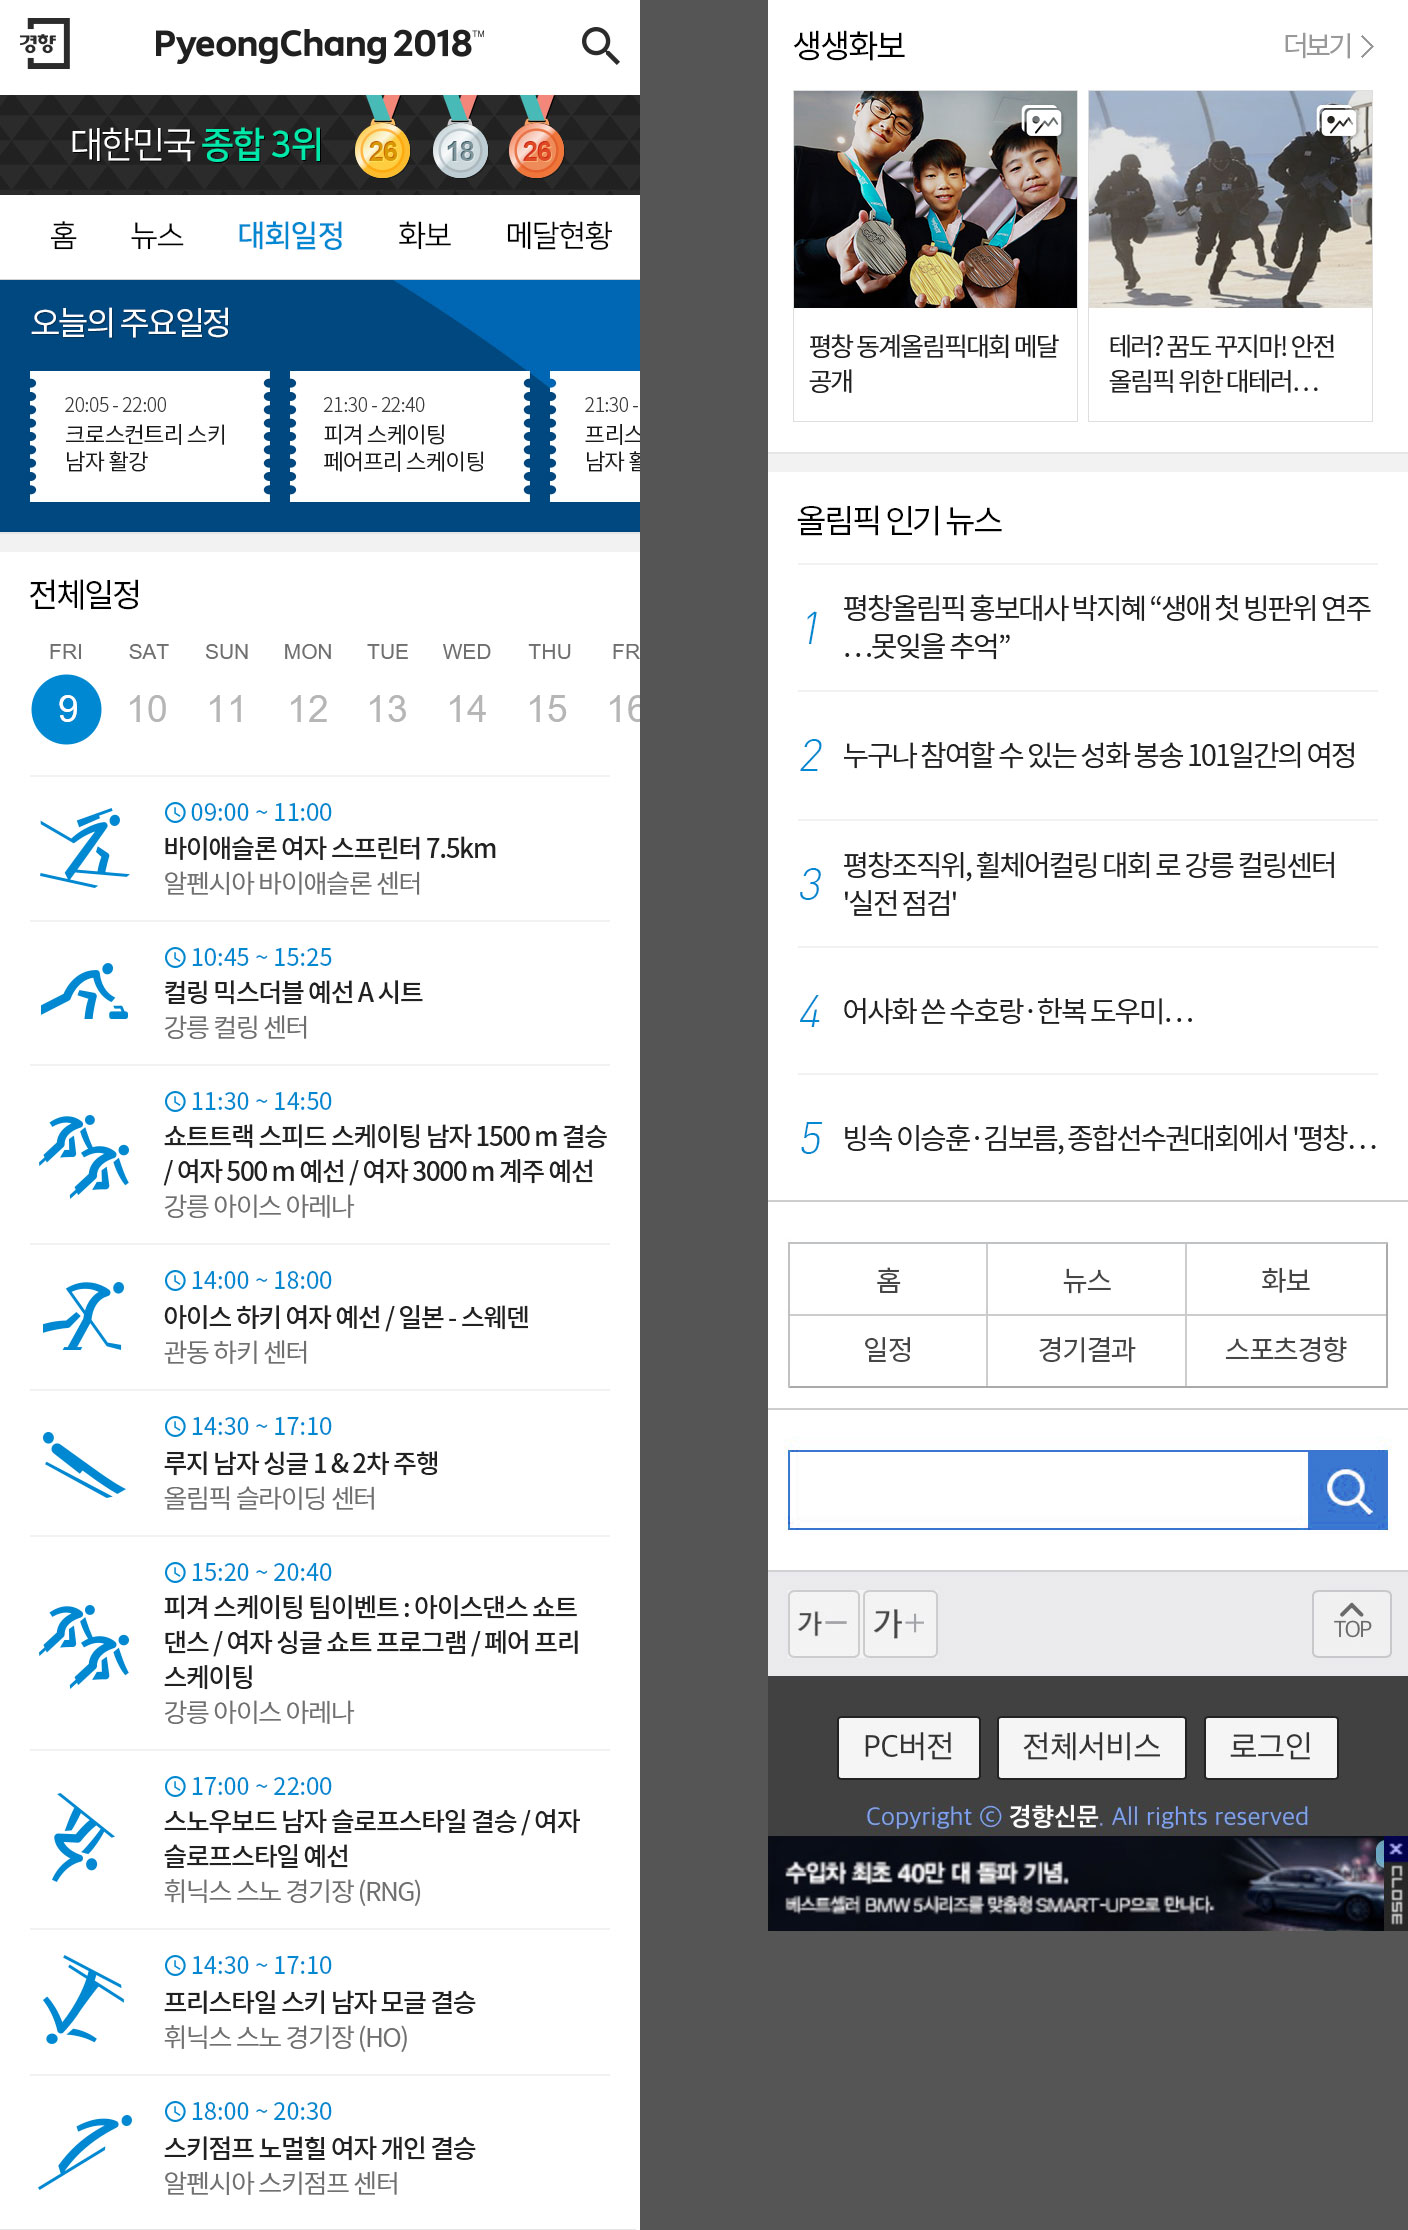 경향
PyeongChang 2018™
대한민국 종합 3위
26
18
26
홈
뉴스
대회일정
화보
메달현황
오늘의 주요일정
20:05 - 22:00
크로스컨트리 스키
남자 활강
21:30 - 22:40
피겨 스케이팅
페어프리 스케이팅
21:30 -
프리스
남자 활
전체일정
FRI SAT SUN MON TUE WED THU FR
9 10 11 12 13 14 15 16
09:00 ~ 11:00
바이애슬론 여자 스프린터 7.5km
알펜시아 바이애슬론 센터
10:45 ~ 15:25
컬링 믹스더블 예선 A 시트
강릉 컬링 센터
11:30 ~ 14:50
쇼트트랙 스피드 스케이팅 남자 1500 m 결승
/ 여자 500 m 예선 / 여자 3000 m 계주 예선
강릉 아이스 아레나
14:00 ~ 18:00
아이스 하키 여자 예선 / 일본 - 스웨덴
관동 하키 센터
14:30 ~ 17:10
루지 남자 싱글 1 & 2차 주행
올림픽 슬라이딩 센터
15:20 ~ 20:40
피겨 스케이팅 팀이벤트 : 아이스댄스 쇼트
댄스 / 여자 싱글 쇼트 프로그램 / 페어 프리
스케이팅
강릉 아이스 아레나
17:00 ~ 22:00
스노우보드 남자 슬로프스타일 결승 / 여자
슬로프스타일 예선
휘닉스 스노 경기장 (RNG)
14:30 ~ 17:10
프리스타일 스키 남자 모글 결승
휘닉스 스노 경기장 (HO)
18:00 ~ 20:30
스키점프 노멀힐 여자 개인 결승
알펜시아 스키점프 센터
생생화보
더보기
평창 동계올림픽대회 메달
공개
테러? 꿈도 꾸지마! 안전
올림픽 위한 대테러…
올림픽 인기 뉴스
1 평창올림픽 홍보대사 박지혜 “생애 첫 빙판위 연주
…못잊을 추억”
2 누구나 참여할 수 있는 성화 봉송 101일간의 여정
3 평창조직위, 휠체어컬링 대회 로 강릉 컬링센터
'실전 점검'
4 어사화 쓴 수호랑·한복 도우미…
5 빙속 이승훈·김보름, 종합선수권대회에서 '평창…
홈
뉴스
화보
일정
경기결과
스포츠경향
가－
가+
TOP
PC버전
전체서비스
로그인
Copyright © 경향신문. All rights reserved
수입차 최초 40만 대 돌파 기념.
베스트셀러 BMW 5시리즈를 맞춤형 SMART-UP으로 만나다.
X
CLOSE